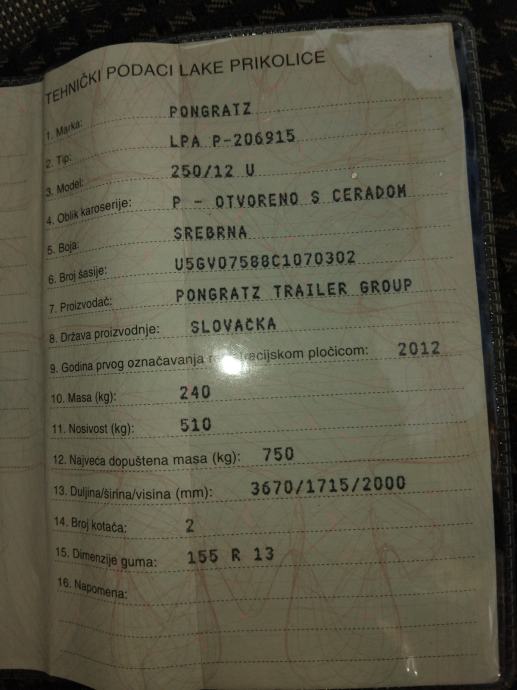 TEHNIČKI PODACI LAKE PRIKOLICE
1. Marka: PONGRATZ
2. Tip: LPA P-206915
3. Model: 250/12 U
4. Oblik karoserije: P - OTVORENO S CERADOM
5. Boja: SREBRNA
6. Broj šasije: U5GV07588C1070302
7. Proizvođač: PONGRATZ TRAILER GROUP
8. Država proizvodnje: SLOVAČKA
9. Godina prvog označavanja registracijskom pločicom: 2012
10. Masa (kg): 240
11. Nosivost (kg): 510
12. Najveća dopuštena masa (kg): 750
13. Duljina/širina/visina (mm): 3670/1715/2000
14. Broj kotača: 2
15. Dimenzije guma: 155 R 13
16. Napomena: